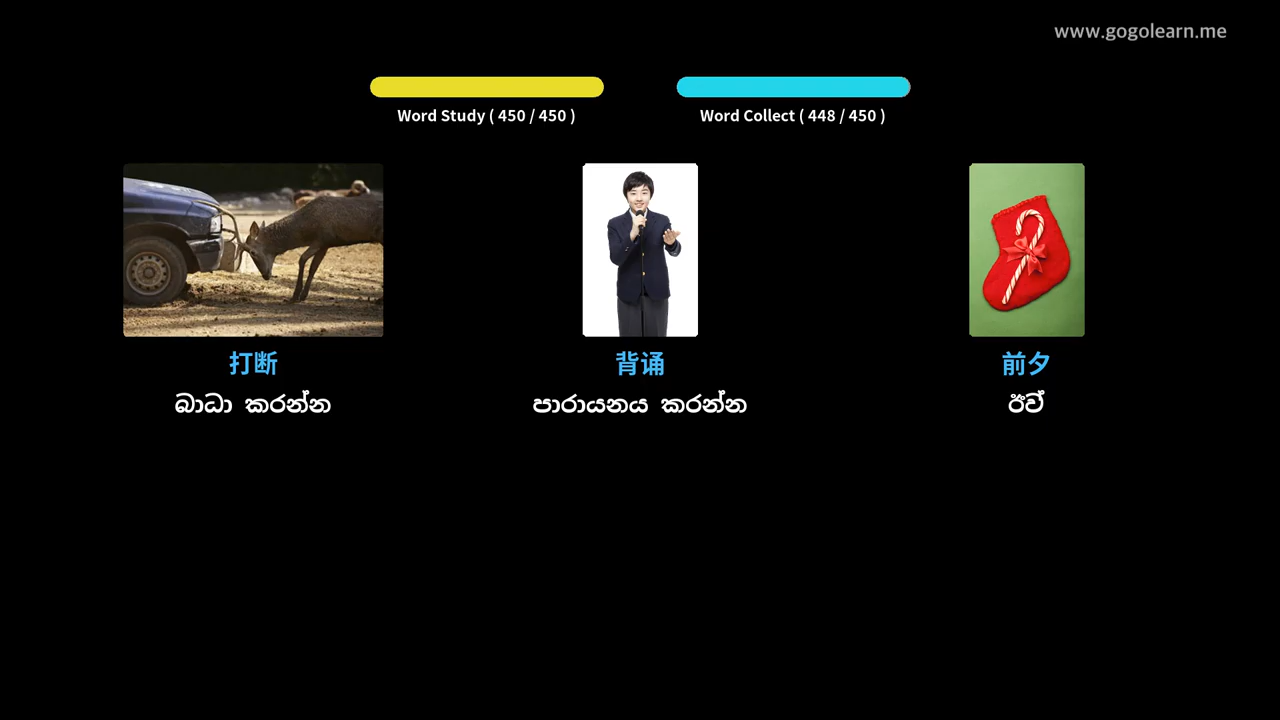 www.gogolearn.me
Word Study ( 450 / 450 )
Word Collect ( 448 / 450 )
打断
背诵
前夕
බාධා කරන්න
පාරායනය කරන්න
ඊව්